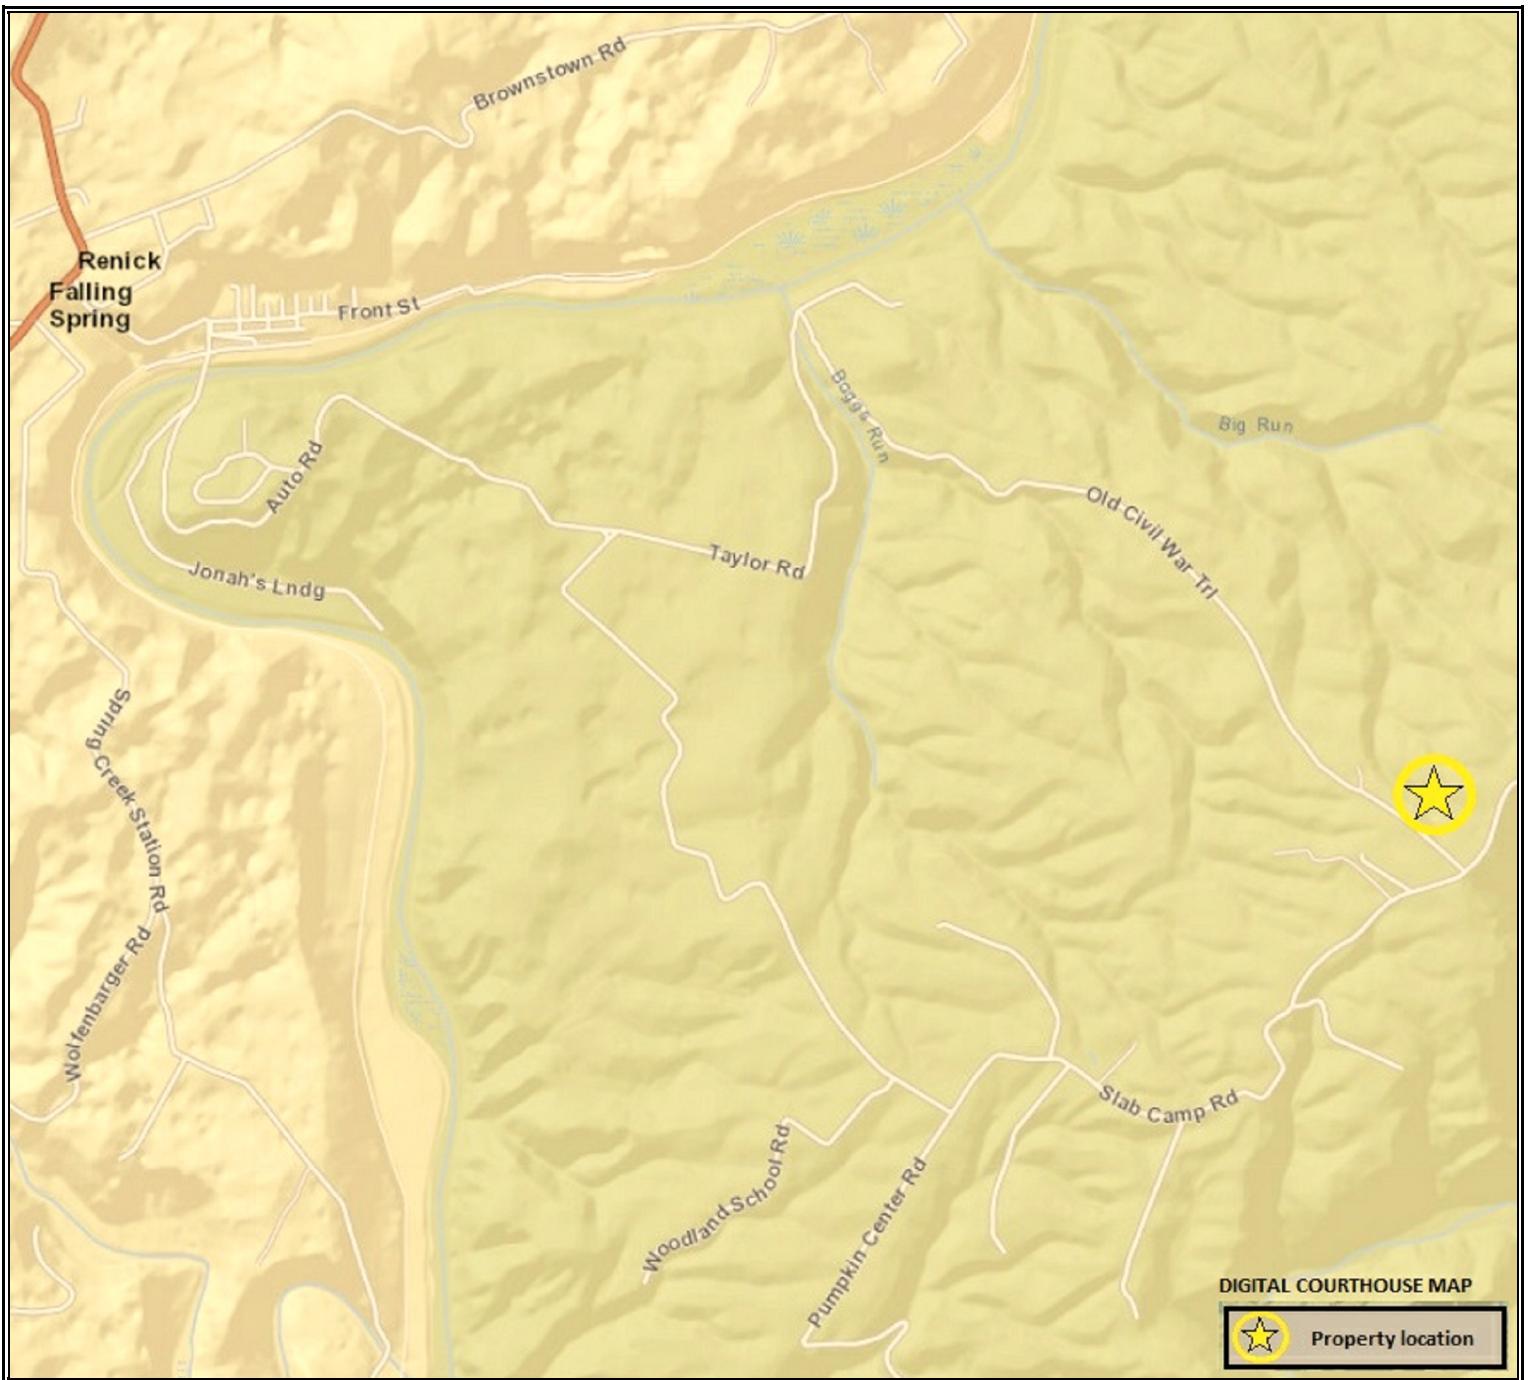 Brownstown Rd
Renick
Falling
Spring
Front St
Boggs Run
Big Run
Auto Rd
Old Civil War Trl
Taylor Rd
Jonah's Lndg
Spring Creek Station Rd
Wolfenbarger Rd
Slab Camp Rd
Woodland School Rd
Pumpkin Center Rd
DIGITAL COURTHOUSE MAP
Property location